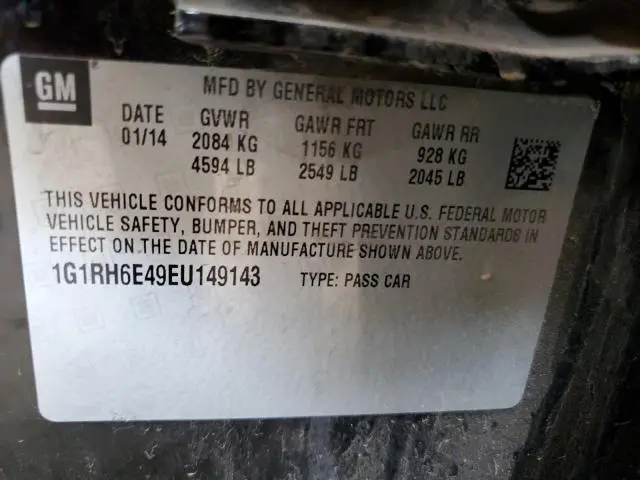 GM
MFD BY GENERAL MOTORS LLC
DATE GVWR GAWR FRT GAWR RR
01/14 2084 KG 1156 KG 928 KG
4594 LB 2549 LB 2045 LB
THIS VEHICLE CONFORMS TO ALL APPLICABLE U.S. FEDERAL MOTOR
VEHICLE SAFETY, BUMPER, AND THEFT PREVENTION STANDARDS IN
EFFECT ON THE DATE OF MANUFACTURE SHOWN ABOVE.
1G1RH6E49EU149143 TYPE: PASS CAR